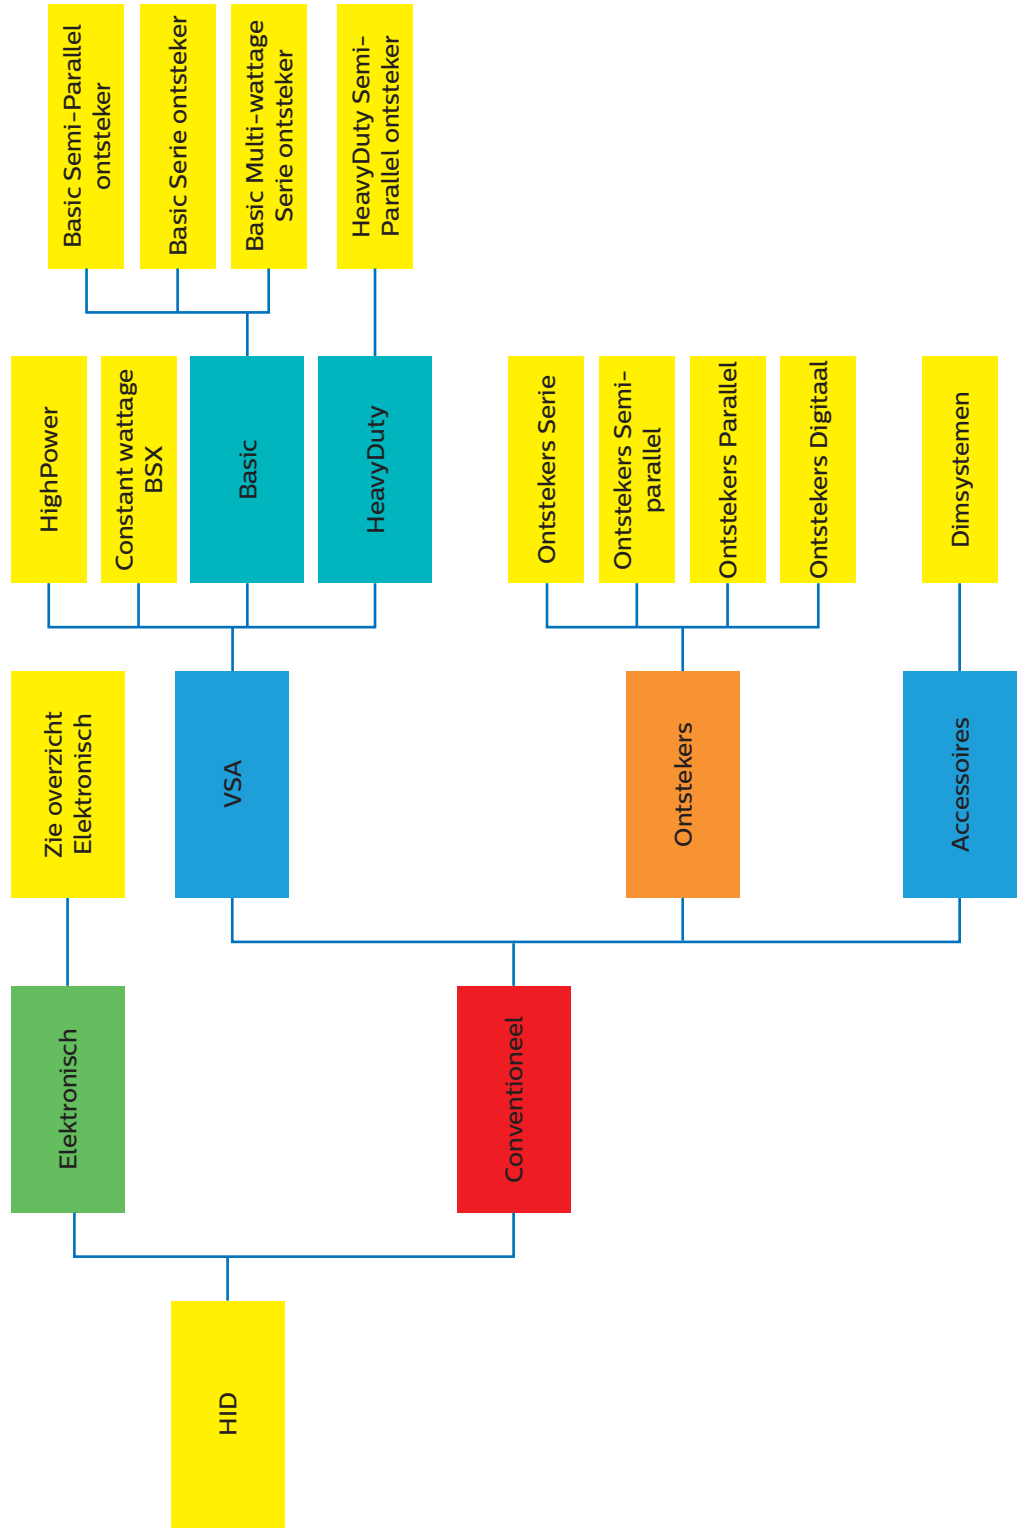 HID
Elektronisch
Conventioneel
Zie overzicht
Elektronisch
VSA
Ontstekers
Accessoires
HighPower
Constant wattage
BSX
Basic
HeavyDuty
Ontstekers Serie
Ontstekers Semi-
parallel
Ontstekers Parallel
Ontstekers Digitaal
Dimsystemen
Basic Semi-Parallel
ontsteker
Basic Serie ontsteker
Basic Multi-wattage
Serie ontsteker
HeavyDuty Semi-
Parallel ontsteker